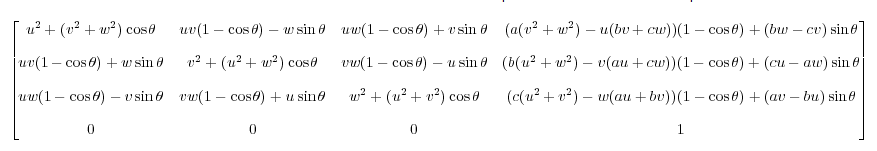 u² + (v² + w²) cos θ uv(1 − cos θ) − w sin θ uw(1 − cos θ) + v sin θ (a(v² + w²) − u(bv + cw))(1 − cos θ) + (bw − cv) sin θ
uv(1 − cos θ) + w sin θ v² + (u² + w²) cos θ vw(1 − cos θ) − u sin θ (b(u² + w²) − v(au + cw))(1 − cos θ) + (cu − aw) sin θ
uw(1 − cos θ) − v sin θ vw(1 − cos θ) + u sin θ w² + (u² + v²) cos θ (c(u² + v²) − w(au + bv))(1 − cos θ) + (av − bu) sin θ
0 0 0 1